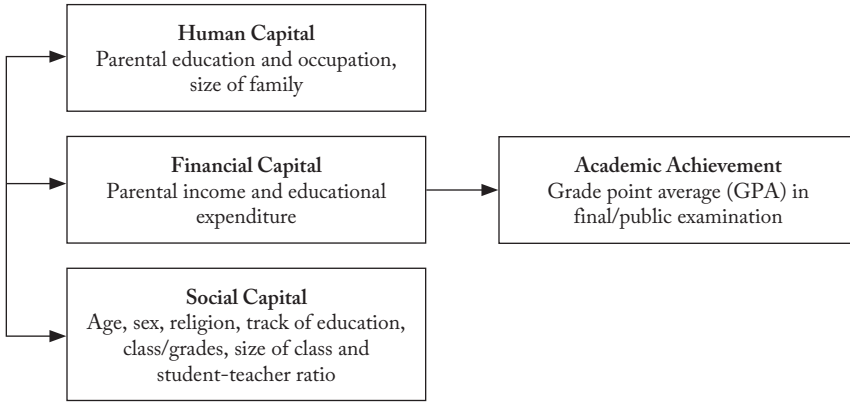 Human Capital
Parental education and occupation,
size of family
Financial Capital
Parental income and educational
expenditure
Academic Achievement
Grade point average (GPA) in
final/public examination
Social Capital
Age, sex, religion, track of education,
class/grades, size of class and
student-teacher ratio